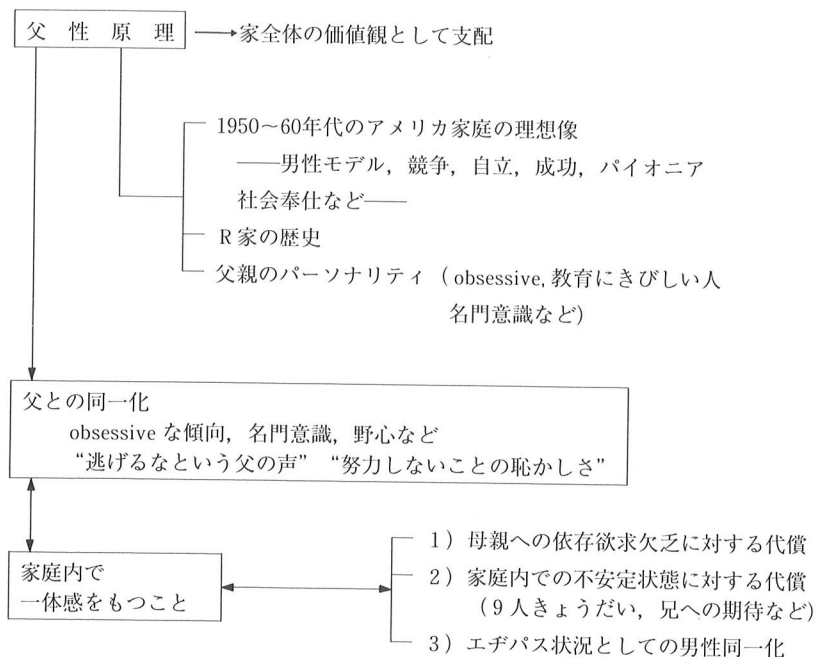 父性原理
家全体の価値観として支配
1950～60年代のアメリカ家庭の理想像
——男性モデル，競争，自立，成功，パイオニア
社会奉仕など——
R家の歴史
父親のパーソナリティ（obsessive, 教育にきびしい人
名門意識など）
父との同一化
obsessive な傾向，名門意識，野心など
“逃げるなという父の声” “努力しないことの恥かしさ”
家庭内で
一体感をもつこと
1）母親への依存欲求欠乏に対する代償
2）家庭内での不安定状態に対する代償
（9人きょうだい，兄への期待など）
3）エヂパス状況としての男性同一化